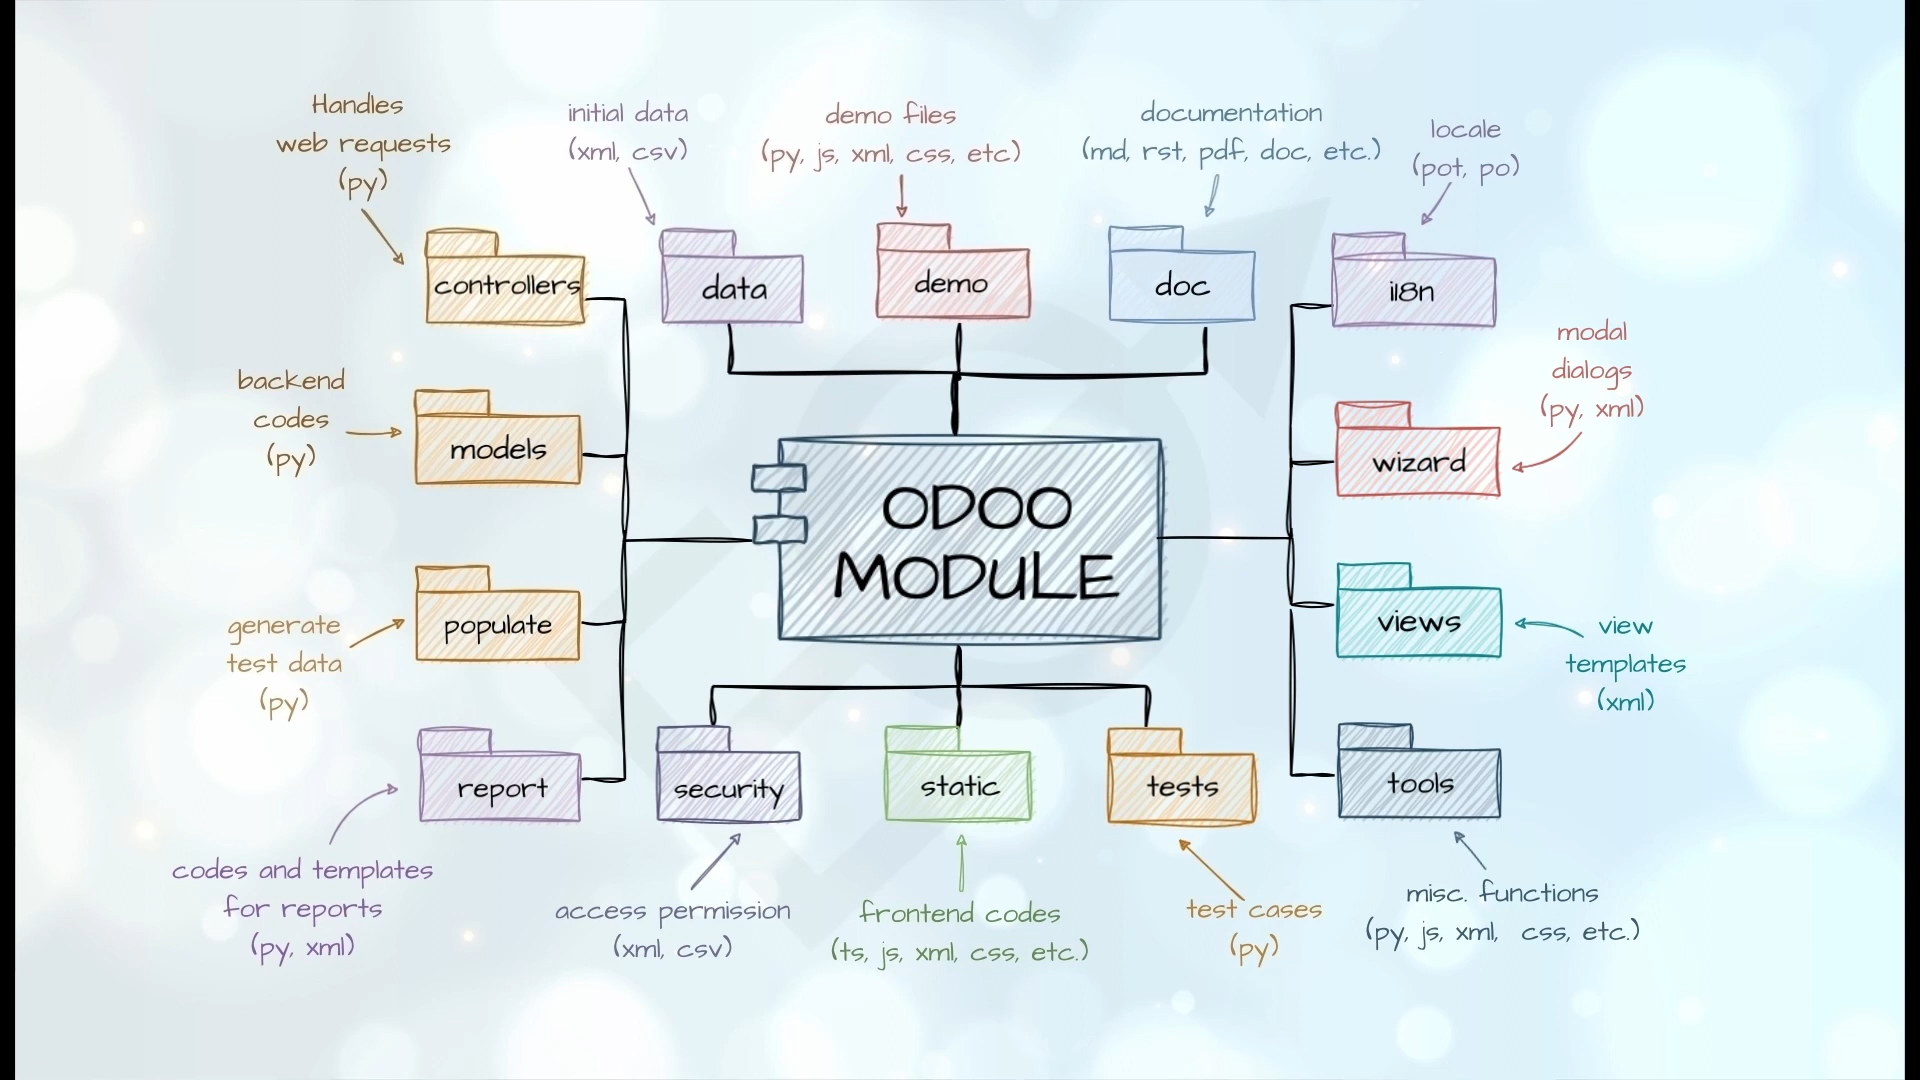 Handles
web requests
(py)
initial data
(xml, csv)
demo files
(py, js, xml, css, etc)
documentation
(md, rst, pdf, doc, etc.)
locale
(pot, po)
controllers
data
demo
doc
i18n
modal
dialogs
(py, xml)
backend
codes
(py)
models
wizard
ODOO
MODULE
generate
test data
(py)
populate
views
view
templates
(xml)
report
security
static
tests
tools
codes and templates
for reports
(py, xml)
access permission
(xml, csv)
frontend codes
(ts, js, xml, css, etc.)
test cases
(py)
misc. functions
(py, js, xml, css, etc.)